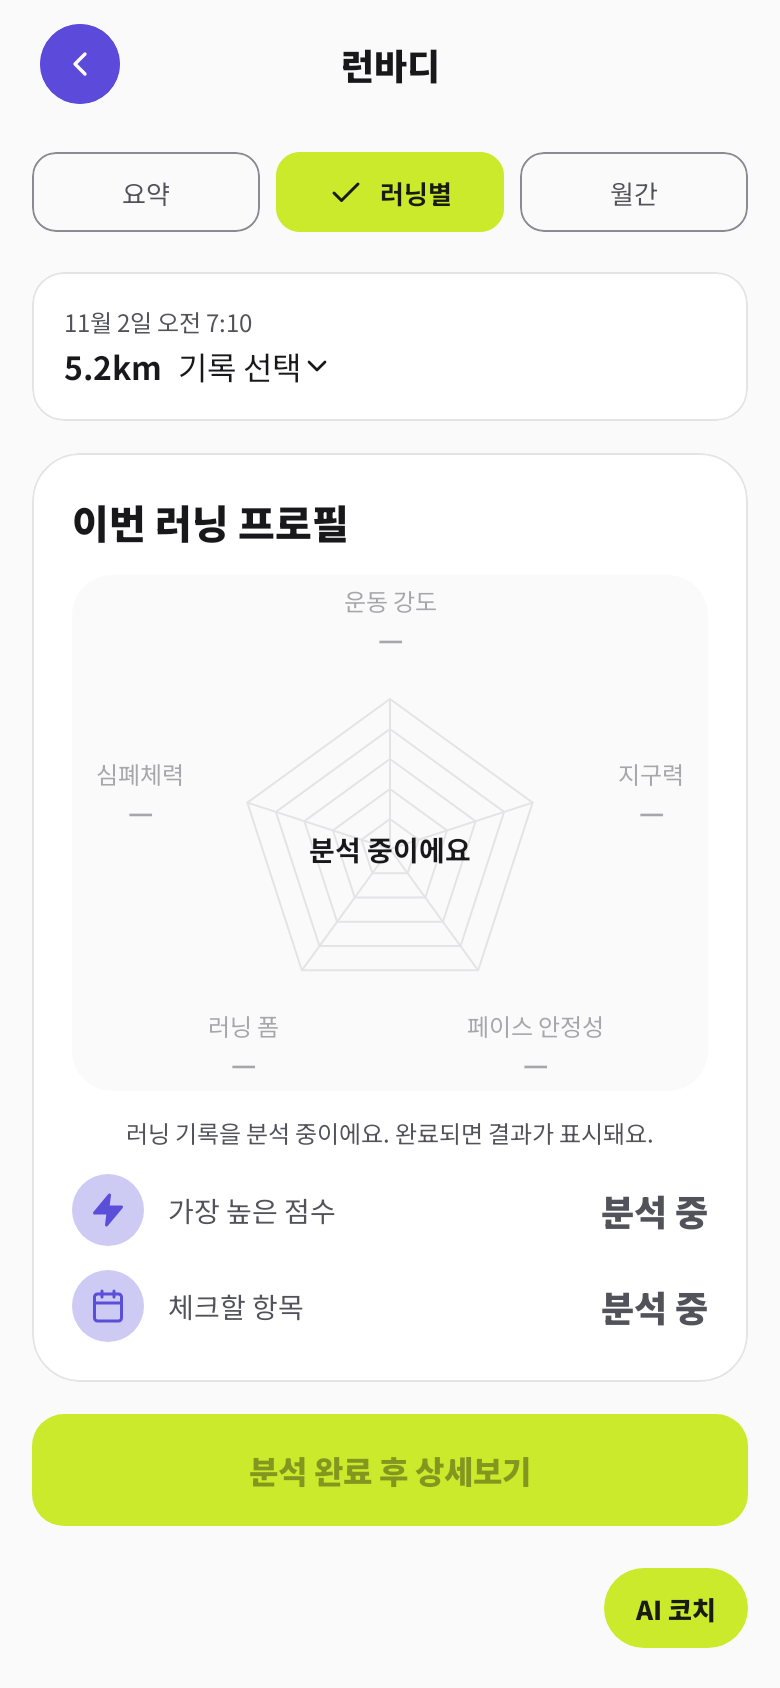 런바디
요약
러닝별
월간
11월 2일 오전 7:10
5.2km 기록 선택
이번 러닝 프로필
운동 강도
—
심폐체력
—
지구력
—
분석 중이에요
러닝 폼
—
페이스 안정성
—
러닝 기록을 분석 중이에요. 완료되면 결과가 표시돼요.
가장 높은 점수 분석 중
체크할 항목 분석 중
분석 완료 후 상세보기
AI 코치